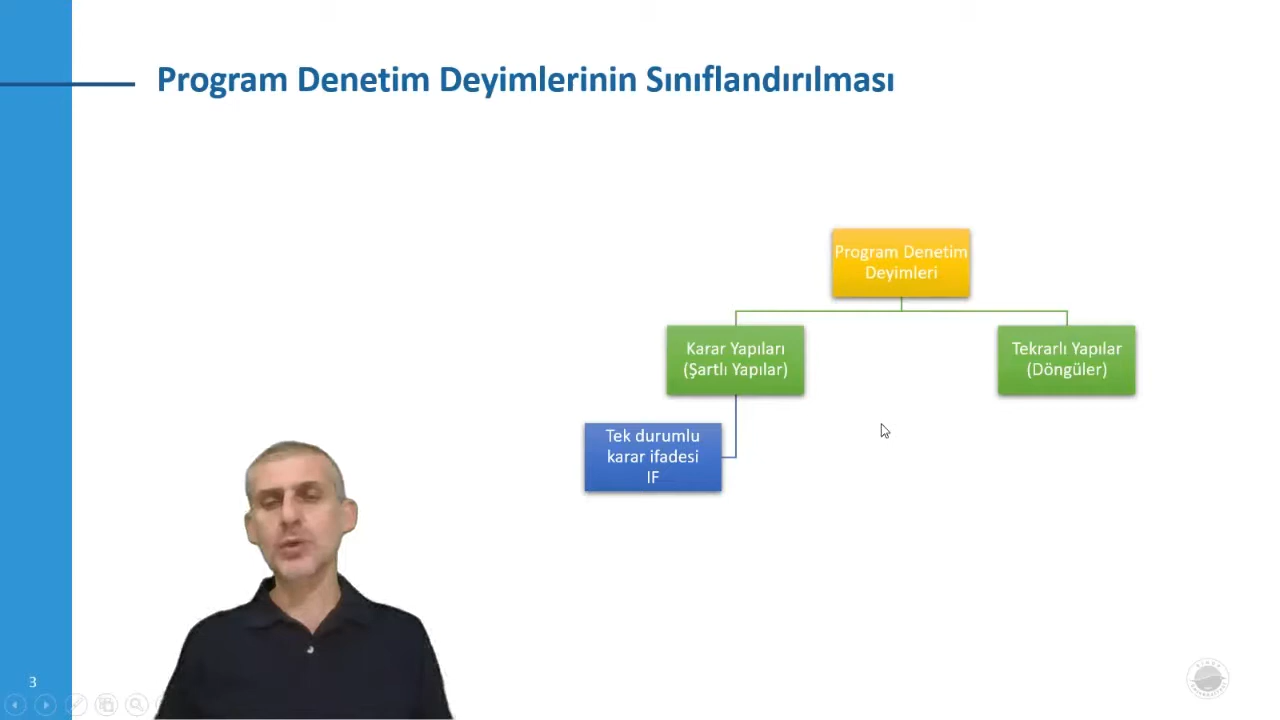 Program Denetim Deyimlerinin Sınıflandırılması
Program Denetim
Deyimleri
Karar Yapıları
(Şartlı Yapılar)
Tekrarlı Yapılar
(Döngüler)
Tek durumlu
karar ifadesi
IF
3